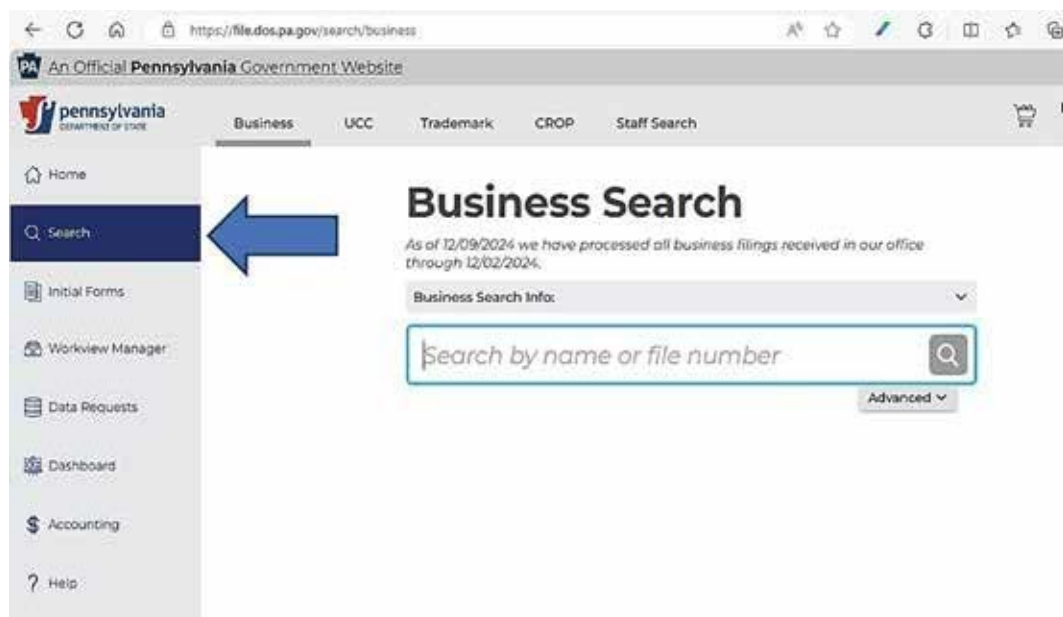 https://file.dos.pa.gov/search/business
PA An Official Pennsylvania Government Website
pennsylvania
DEPARTMENT OF STATE
Business UCC Trademark CROP Staff Search
Home
Search
Initial Forms
Workview Manager
Data Requests
Dashboard
Accounting
Help
Business Search
As of 12/09/2024 we have processed all business filings received in our office
through 12/02/2024.
Business Search Info:
Search by name or file number
Advanced